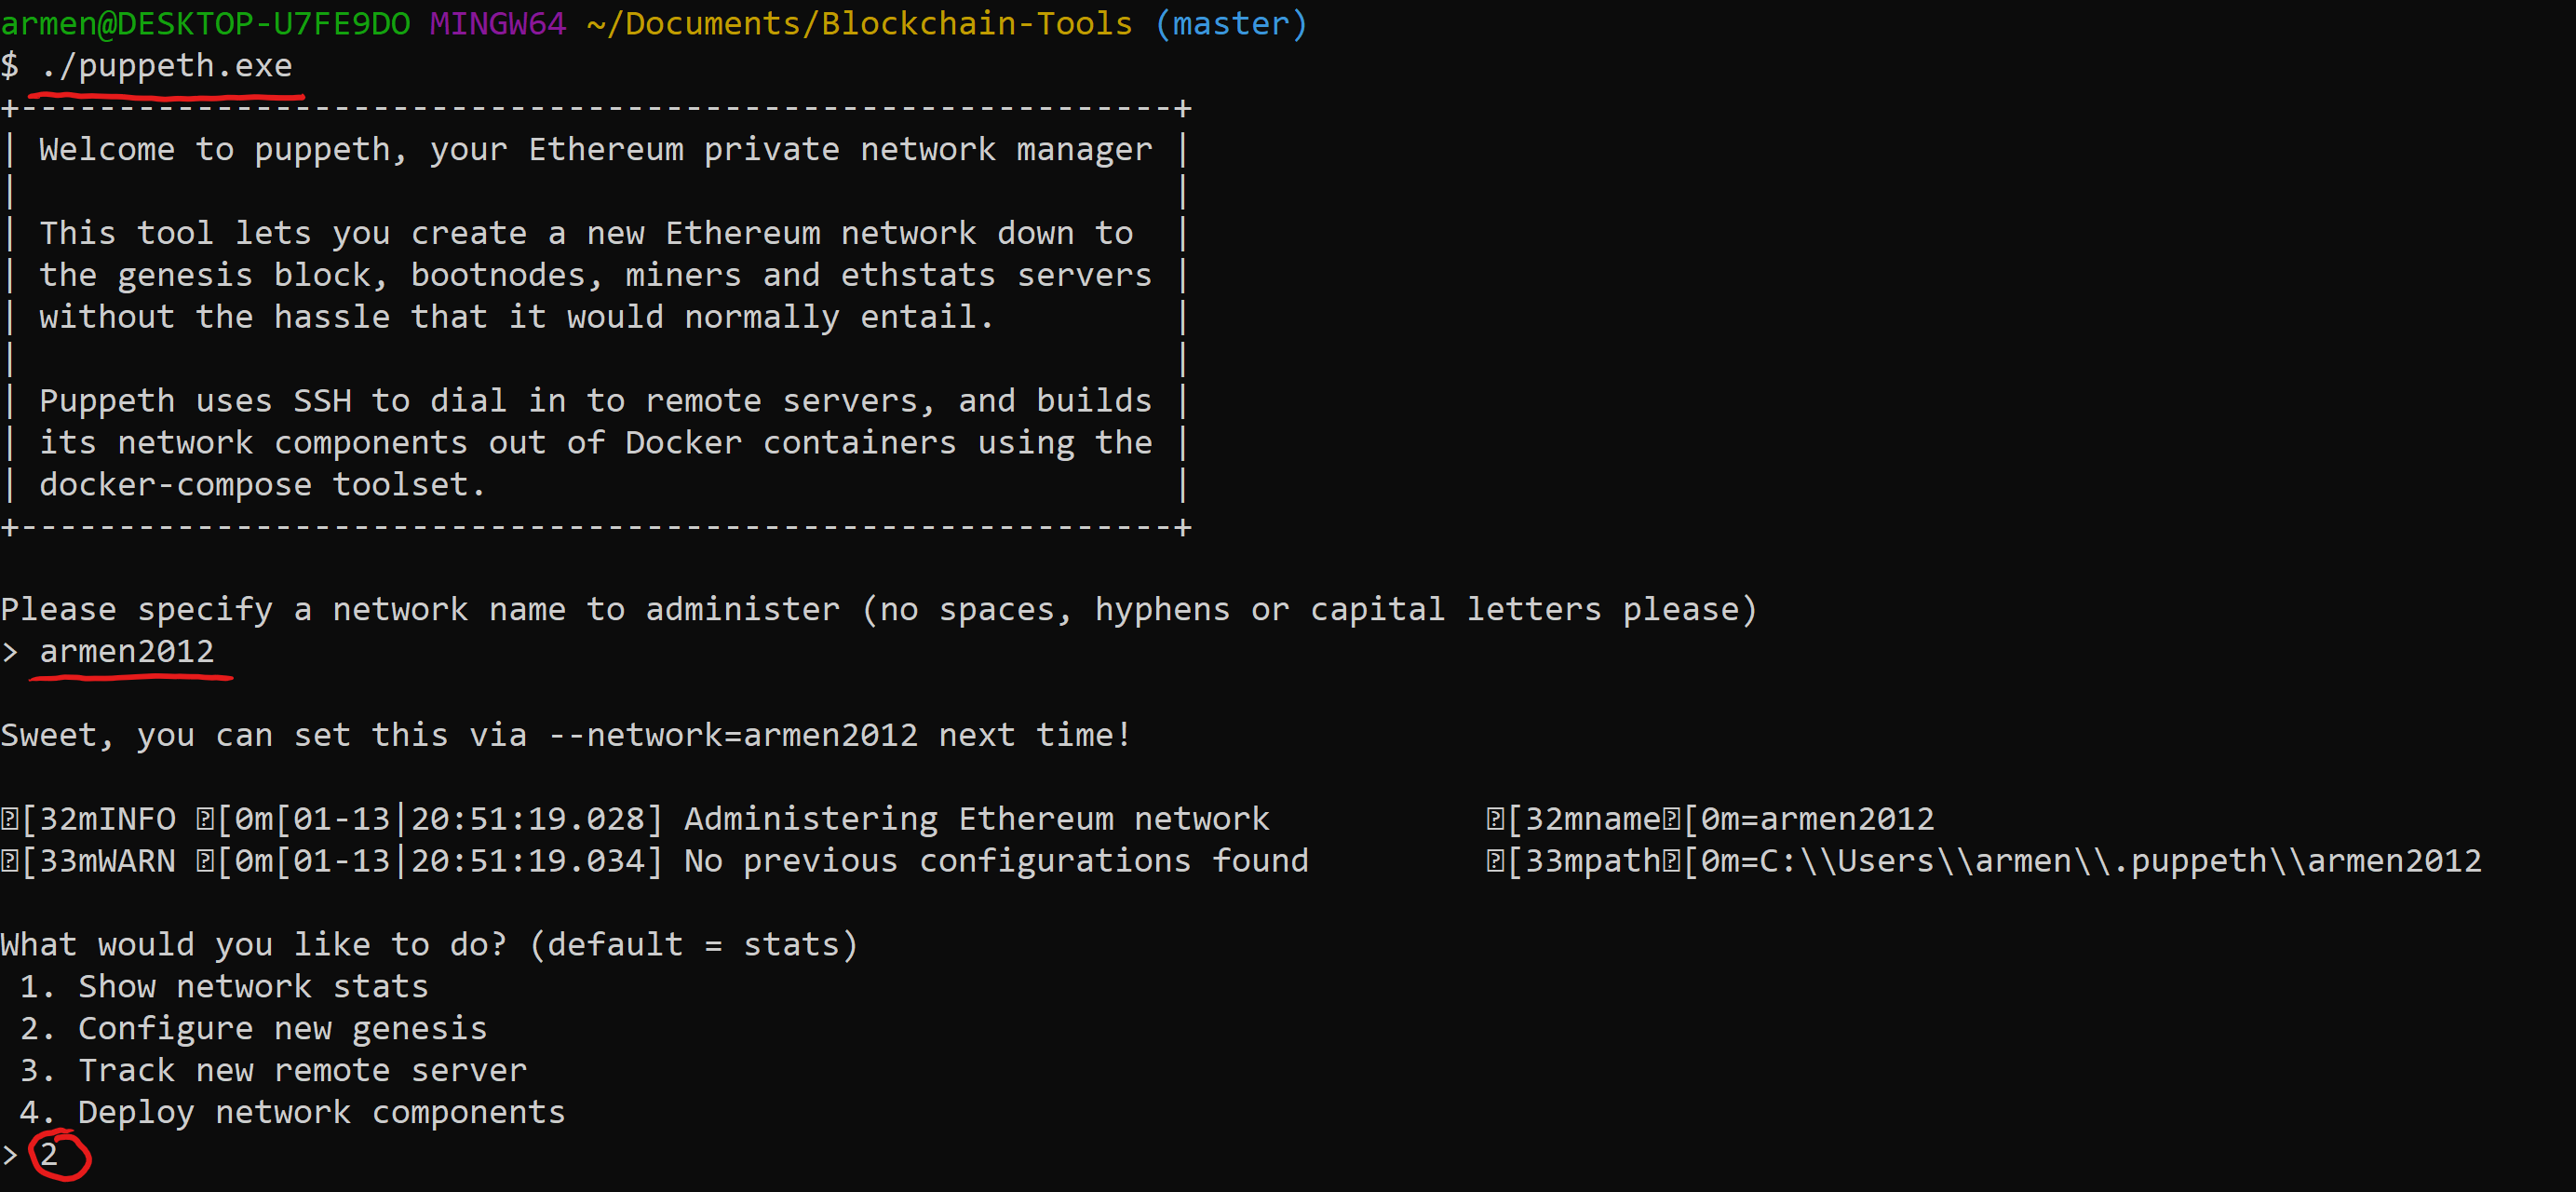 armen@DESKTOP-U7FE9DO MINGW64 ~/Documents/Blockchain-Tools (master)
$ ./puppeth.exe
+-----------------------------------------------------------+
| Welcome to puppeth, your Ethereum private network manager |
|                                                           |
| This tool lets you create a new Ethereum network down to  |
| the genesis block, bootnodes, miners and ethstats servers |
| without the hassle that it would normally entail.         |
|                                                           |
| Puppeth uses SSH to dial in to remote servers, and builds |
| its network components out of Docker containers using the |
| docker-compose toolset.                                   |
+-----------------------------------------------------------+
Please specify a network name to administer (no spaces, hyphens or capital letters please)
> armen2012
Sweet, you can set this via --network=armen2012 next time!
�[32mINFO �[0m[01-13|20:51:19.028] Administering Ethereum network           �[32mname�[0m=armen2012
�[33mWARN �[0m[01-13|20:51:19.034] No previous configurations found         �[33mpath�[0m=C:\\Users\\armen\\.puppeth\\armen2012
What would you like to do? (default = stats)
1. Show network stats
2. Configure new genesis
3. Track new remote server
4. Deploy network components
> 2